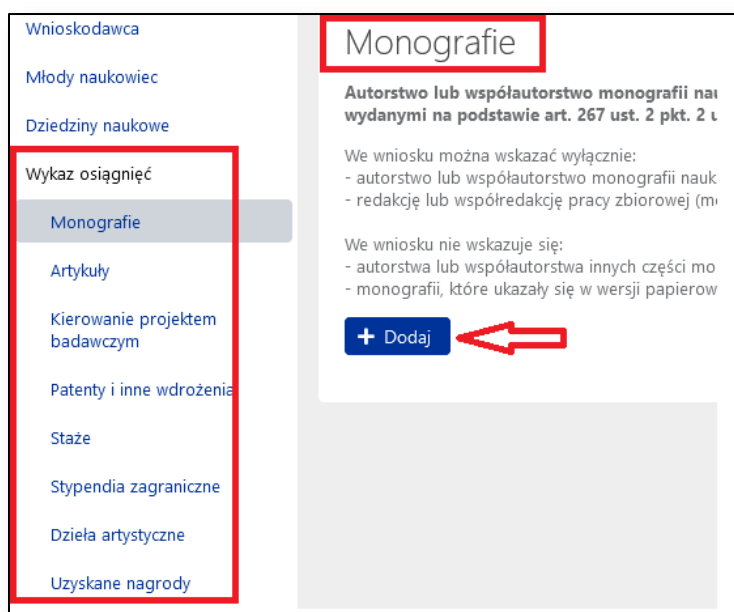 Wnioskodawca
Młody naukowiec
Dziedziny naukowe
Wykaz osiągnięć
Monografie
Artykuły
Kierowanie projektem
badawczym
Patenty i inne wdrożenia
Staże
Stypendia zagraniczne
Dzieła artystyczne
Uzyskane nagrody
Monografie
Autorstwo lub współautorstwo monografii
wydanymi na podstawie art. 267 ust. 2 pkt. 2
We wniosku można wskazać wyłącznie:
- autorstwo lub współautorstwo monografii nauk
- redakcję lub współredakcję pracy zbiorowej
We wniosku nie wskazuje się:
- autorstwa lub współautorstwa innych części mo
- monografii, które ukazały się w wersji papierow
+ Dodaj